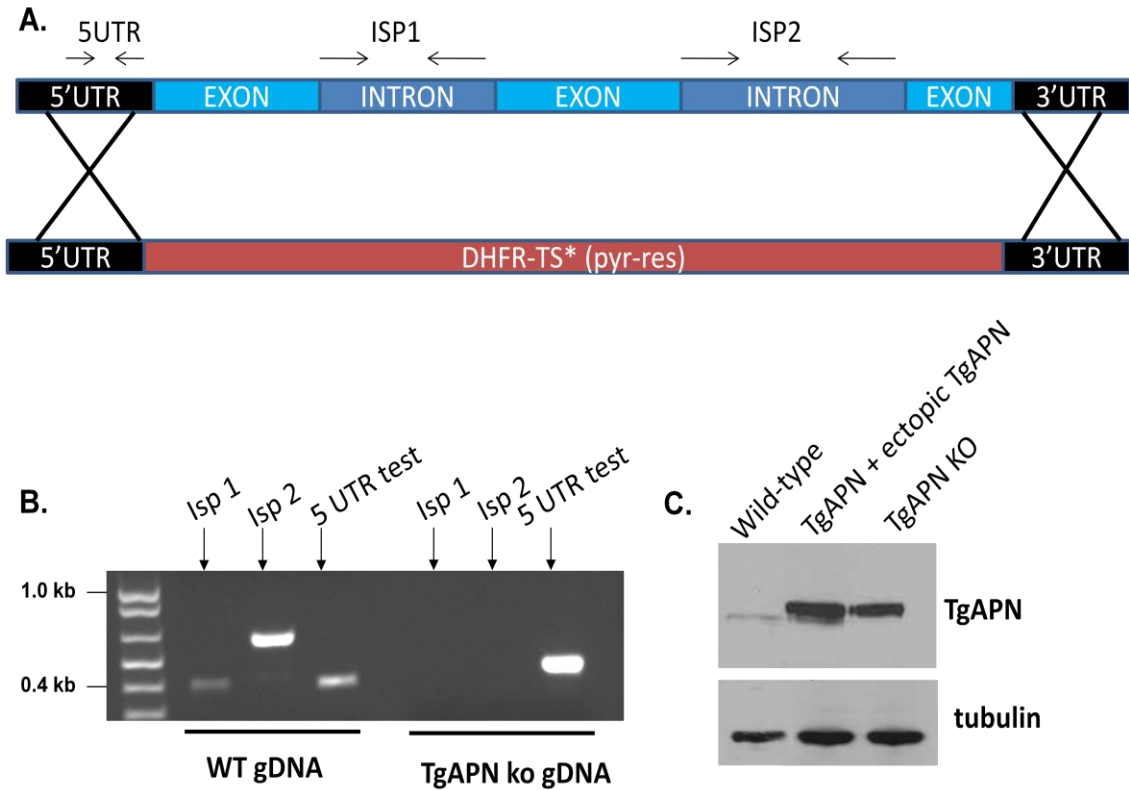 A.
5UTR
ISP1
ISP2
5'UTR EXON INTRON EXON INTRON EXON 3'UTR
5'UTR DHFR-TS* (pyr-res) 3'UTR
B.
Isp 1
Isp 2
5 UTR test
Isp 1
Isp 2
5 UTR test
1.0 kb
0.4 kb
WT gDNA
TgAPN ko gDNA
C.
Wild-type
TgAPN + ectopic TgAPN
TgAPN KO
TgAPN
tubulin